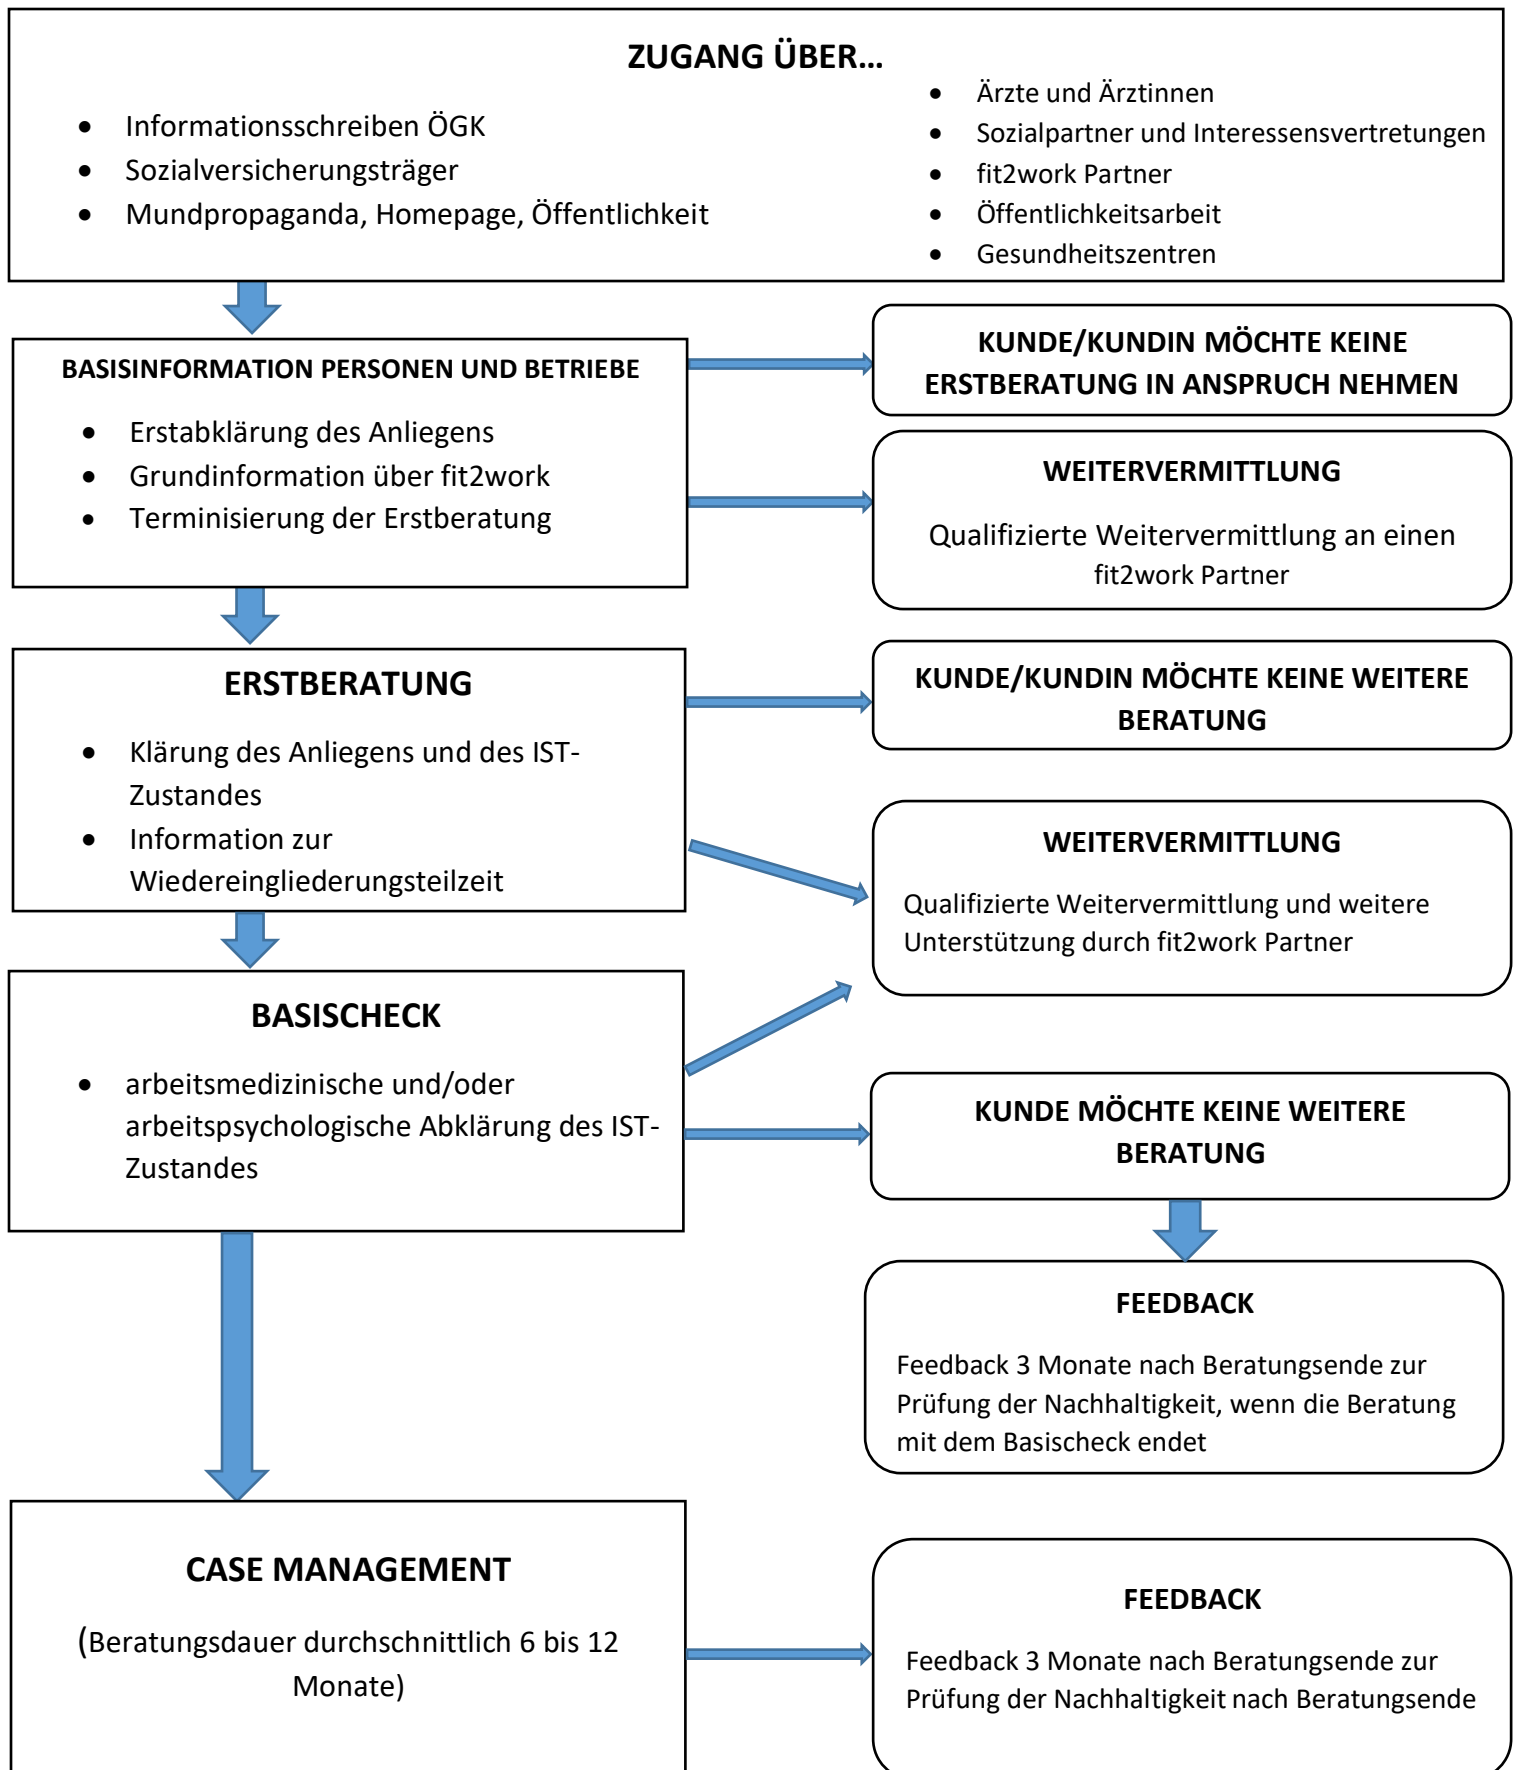 ZUGANG ÜBER…
• Informationsschreiben ÖGK
• Sozialversicherungsträger
• Mundpropaganda, Homepage, Öffentlichkeit
• Ärzte und Ärztinnen
• Sozialpartner und Interessensvertretungen
• fit2work Partner
• Öffentlichkeitsarbeit
• Gesundheitszentren
BASISINFORMATION PERSONEN UND BETRIEBE
• Erstabklärung des Anliegens
• Grundinformation über fit2work
• Terminisierung der Erstberatung
KUNDE/KUNDIN MÖCHTE KEINE
ERSTBERATUNG IN ANSPRUCH NEHMEN
WEITERVERMITTLUNG
Qualifizierte Weitervermittlung an einen
fit2work Partner
ERSTBERATUNG
• Klärung des Anliegens und des IST-
Zustandes
• Information zur
Wiedereingliederungsteilzeit
KUNDE/KUNDIN MÖCHTE KEINE WEITERE
BERATUNG
WEITERVERMITTLUNG
Qualifizierte Weitervermittlung und weitere
Unterstützung durch fit2work Partner
BASISCHECK
• arbeitsmedizinische und/oder
arbeitspsychologische Abklärung des IST-
Zustandes
KUNDE MÖCHTE KEINE WEITERE
BERATUNG
FEEDBACK
Feedback 3 Monate nach Beratungsende zur
Prüfung der Nachhaltigkeit, wenn die Beratung
mit dem Basischeck endet
CASE MANAGEMENT
(Beratungsdauer durchschnittlich 6 bis 12
Monate)
FEEDBACK
Feedback 3 Monate nach Beratungsende zur
Prüfung der Nachhaltigkeit nach Beratungsende